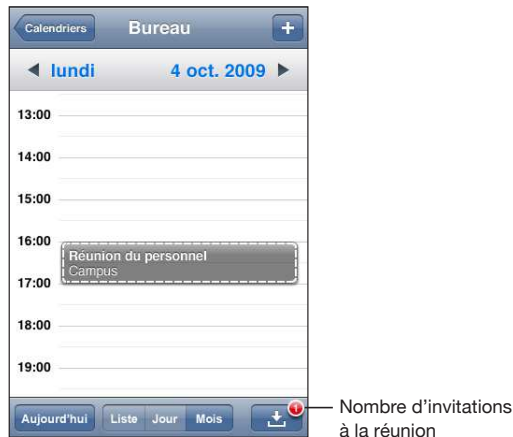 Calendriers
Bureau
+
lundi
4 oct. 2009
13:00
14:00
15:00
16:00
Réunion du personnel
Campus
17:00
18:00
19:00
Aujourd'hui
Liste
Jour
Mois
1
Nombre d’invitations
à la réunion